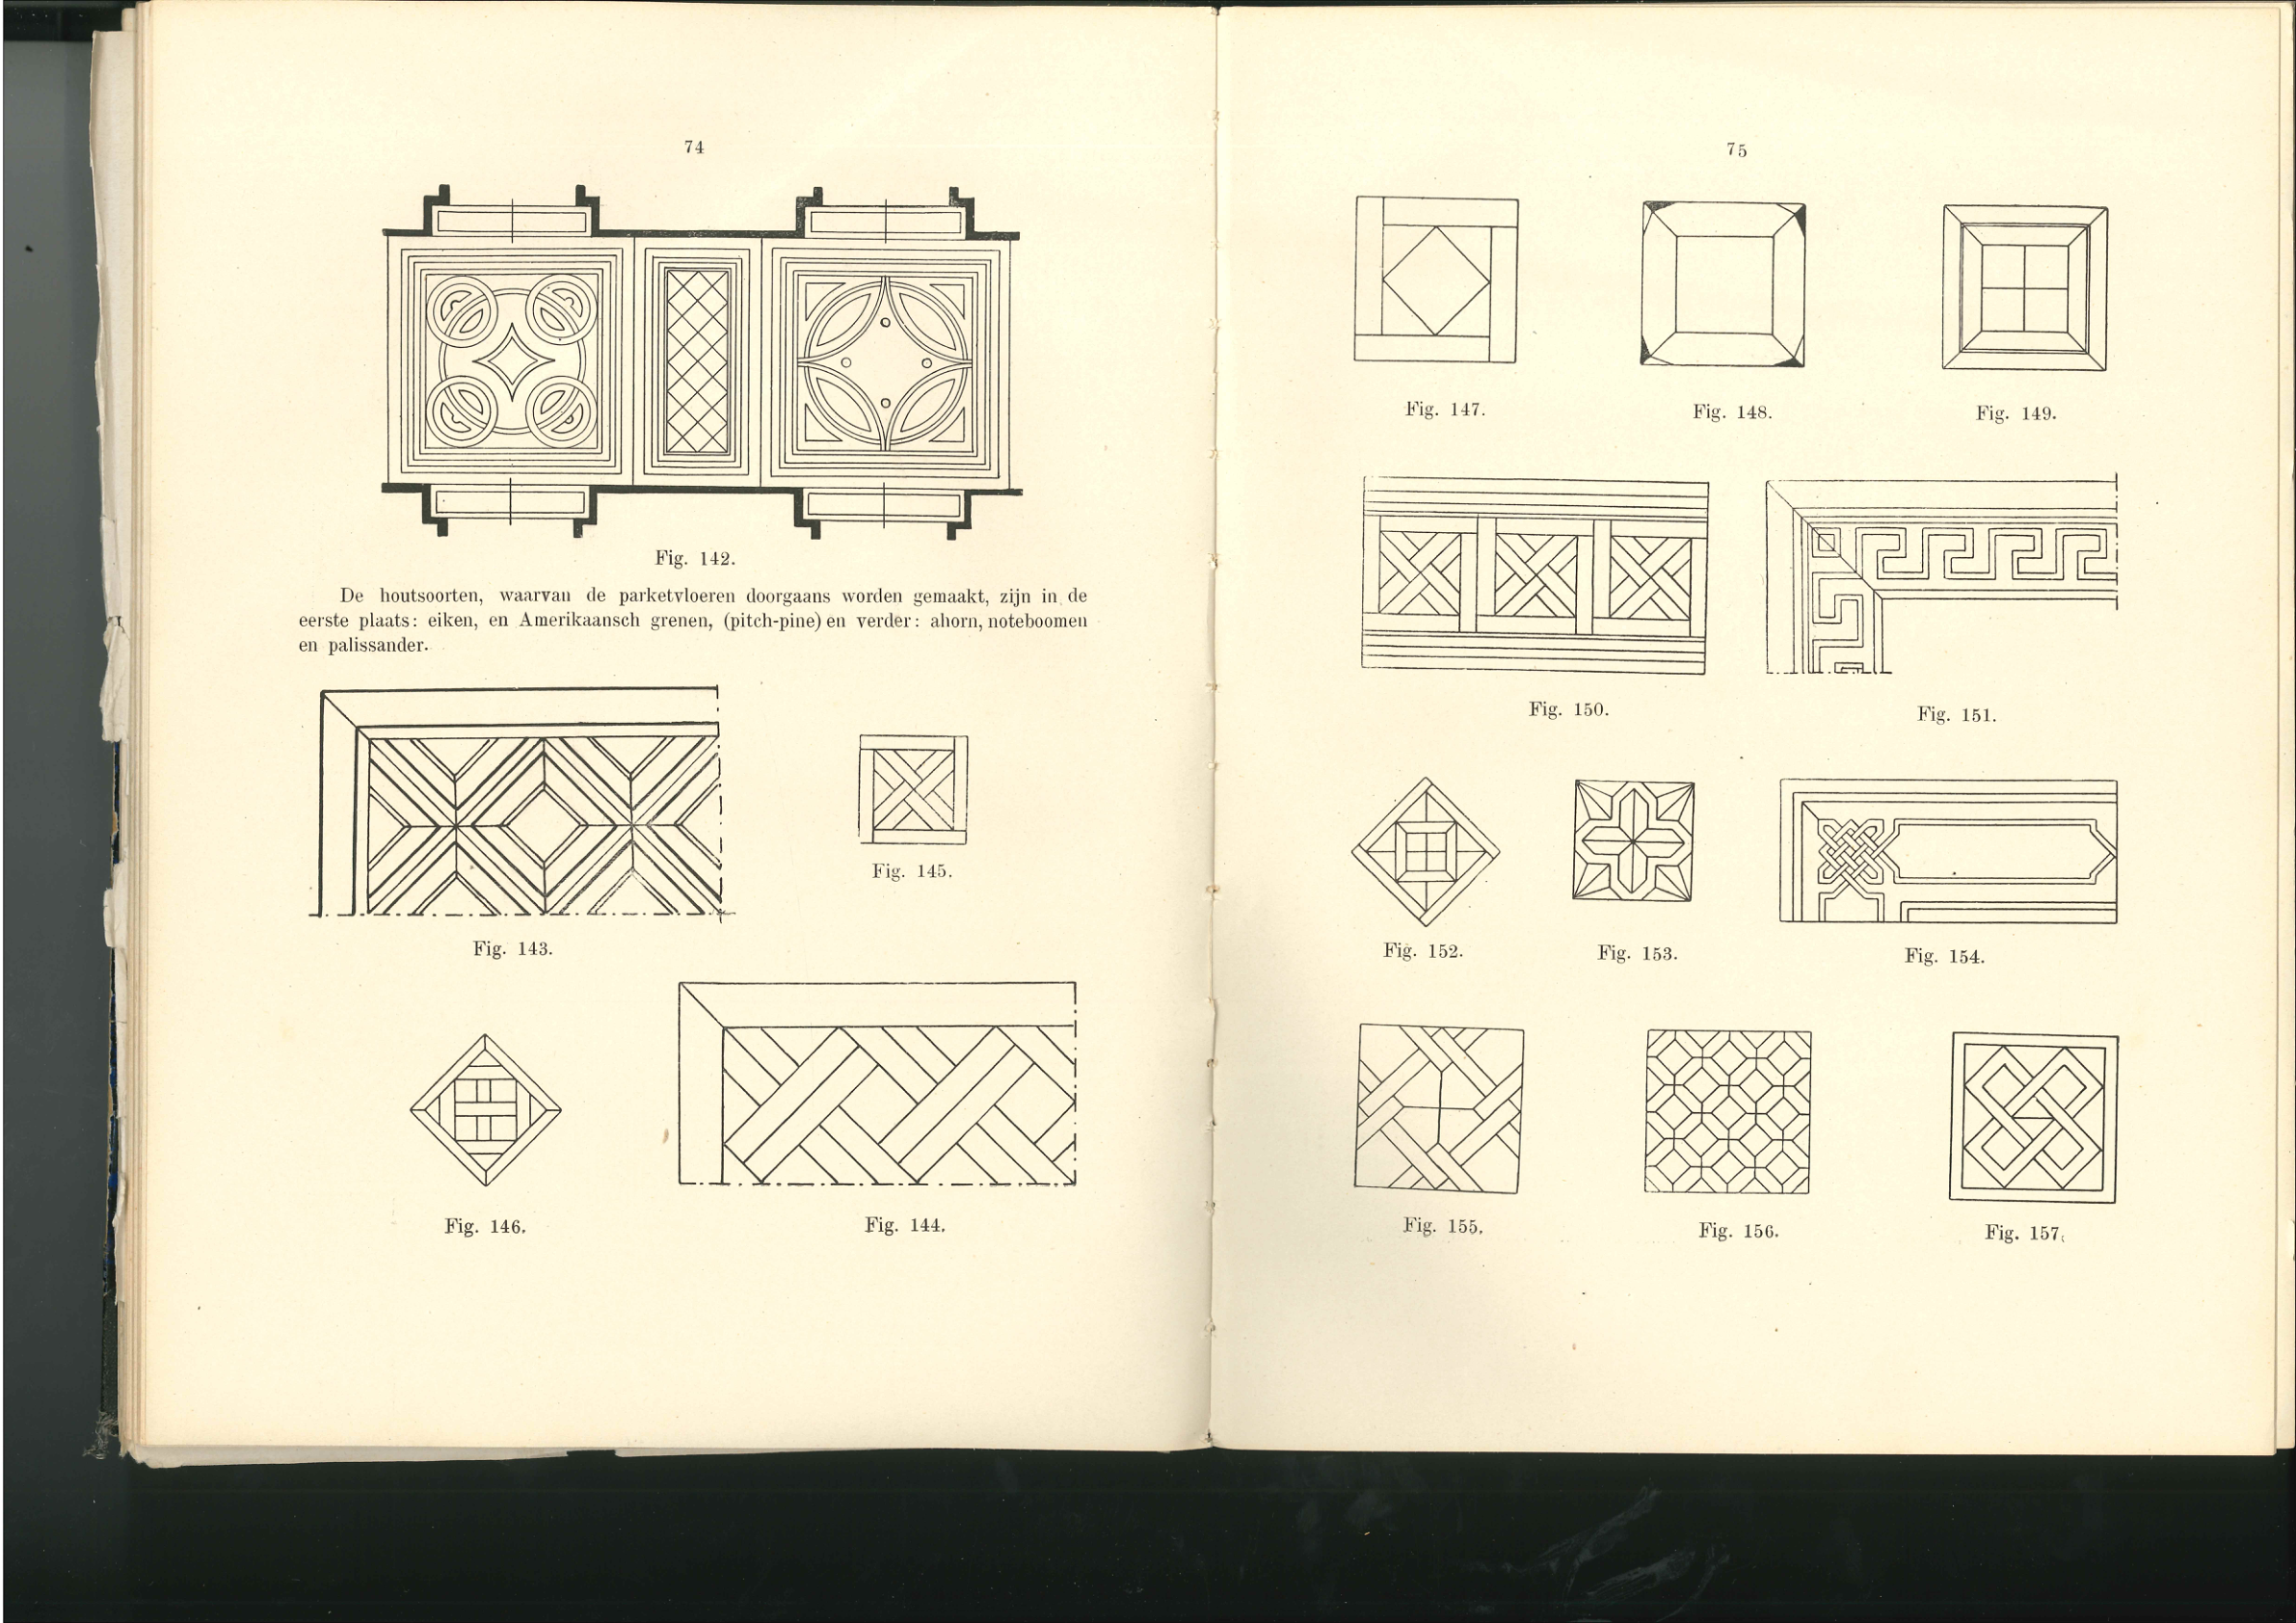 74
Fig. 142.
De houtsoorten, waarvan de parketvloeren doorgaans worden gemaakt, zijn in de
eerste plaats: eiken, en Amerikaansch grenen, (pitch-pine) en verder: ahorn, noteboomen
en palissander.
Fig. 145.
Fig. 143.
Fig. 146.
Fig. 144.
75
Fig. 147.
Fig. 148.
Fig. 149.
Fig. 150.
Fig. 151.
Fig. 152.
Fig. 153.
Fig. 154.
Fig. 155.
Fig. 156.
Fig. 157.